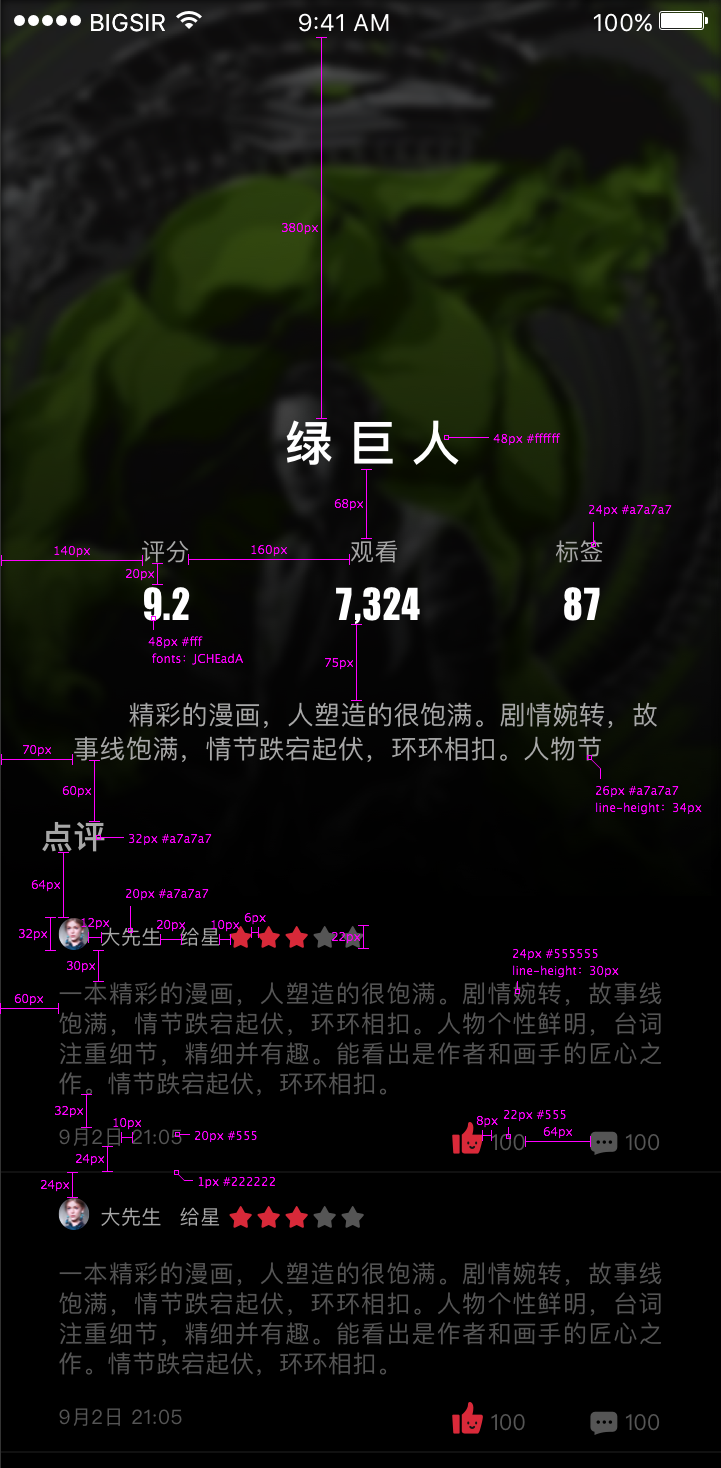 BIGSIR 9:41 AM 100%
380px
绿巨人
48px #ffffff
68px
24px #a7a7a7
评分 观看 标签
140px 160px
20px
9.2 7,324 87
48px #fff
fonts: JCHEadA
75px
精彩的漫画，人塑造的很饱满。剧情婉转，故
事线饱满，情节跌宕起伏，环环相扣。人物节
70px
60px
26px #a7a7a7
line-height: 34px
点评
32px #a7a7a7
64px
20px #a7a7a7
12px 20px 10px 6px
32px
大先生 给星
22px
30px
24px #555555
line-height: 30px
60px
一本精彩的漫画，人塑造的很饱满。剧情婉转，故事线
饱满，情节跌宕起伏，环环相扣。人物个性鲜明，台词
注重细节，精细并有趣。能看出是作者和画手的匠心之
作。情节跌宕起伏，环环相扣。
32px
10px
8px 22px #555
9月2日 21:05
20px #555
64px
100 100
24px
24px
1px #222222
大先生 给星
一本精彩的漫画，人塑造的很饱满。剧情婉转，故事线
饱满，情节跌宕起伏，环环相扣。人物个性鲜明，台词
注重细节，精细并有趣。能看出是作者和画手的匠心之
作。情节跌宕起伏，环环相扣。
9月2日 21:05 100 100